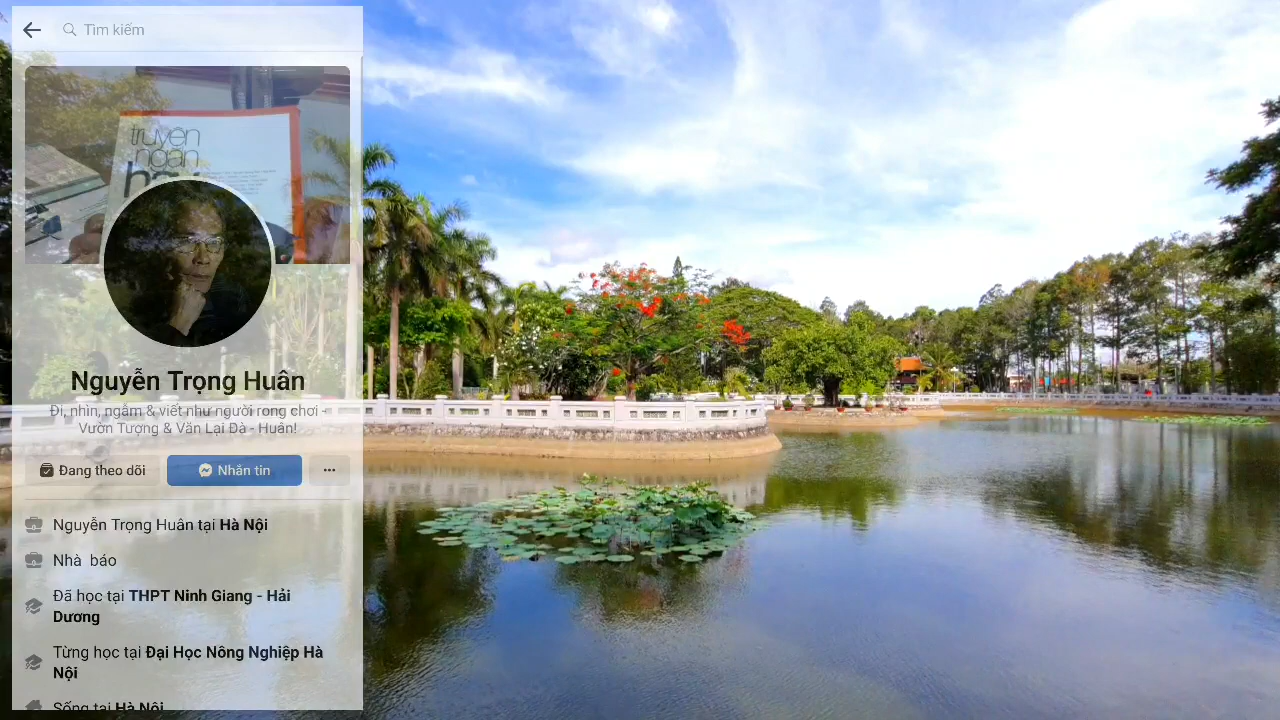 Tìm kiếm
truyện
ngắn
Nguyễn Trọng Huân
Đi, nhìn, ngâm & viết như người rong chơi -
Vườn Tượng & Văn Lại Đà - Huân!
Đang theo dõi
Nhắn tin
Nguyễn Trọng Huân tại Hà Nội
Nhà báo
Đã học tại THPT Ninh Giang - Hải
Dương
Từng học tại Đại Học Nông Nghiệp Hà
Nội
Sống tại Hà Nội